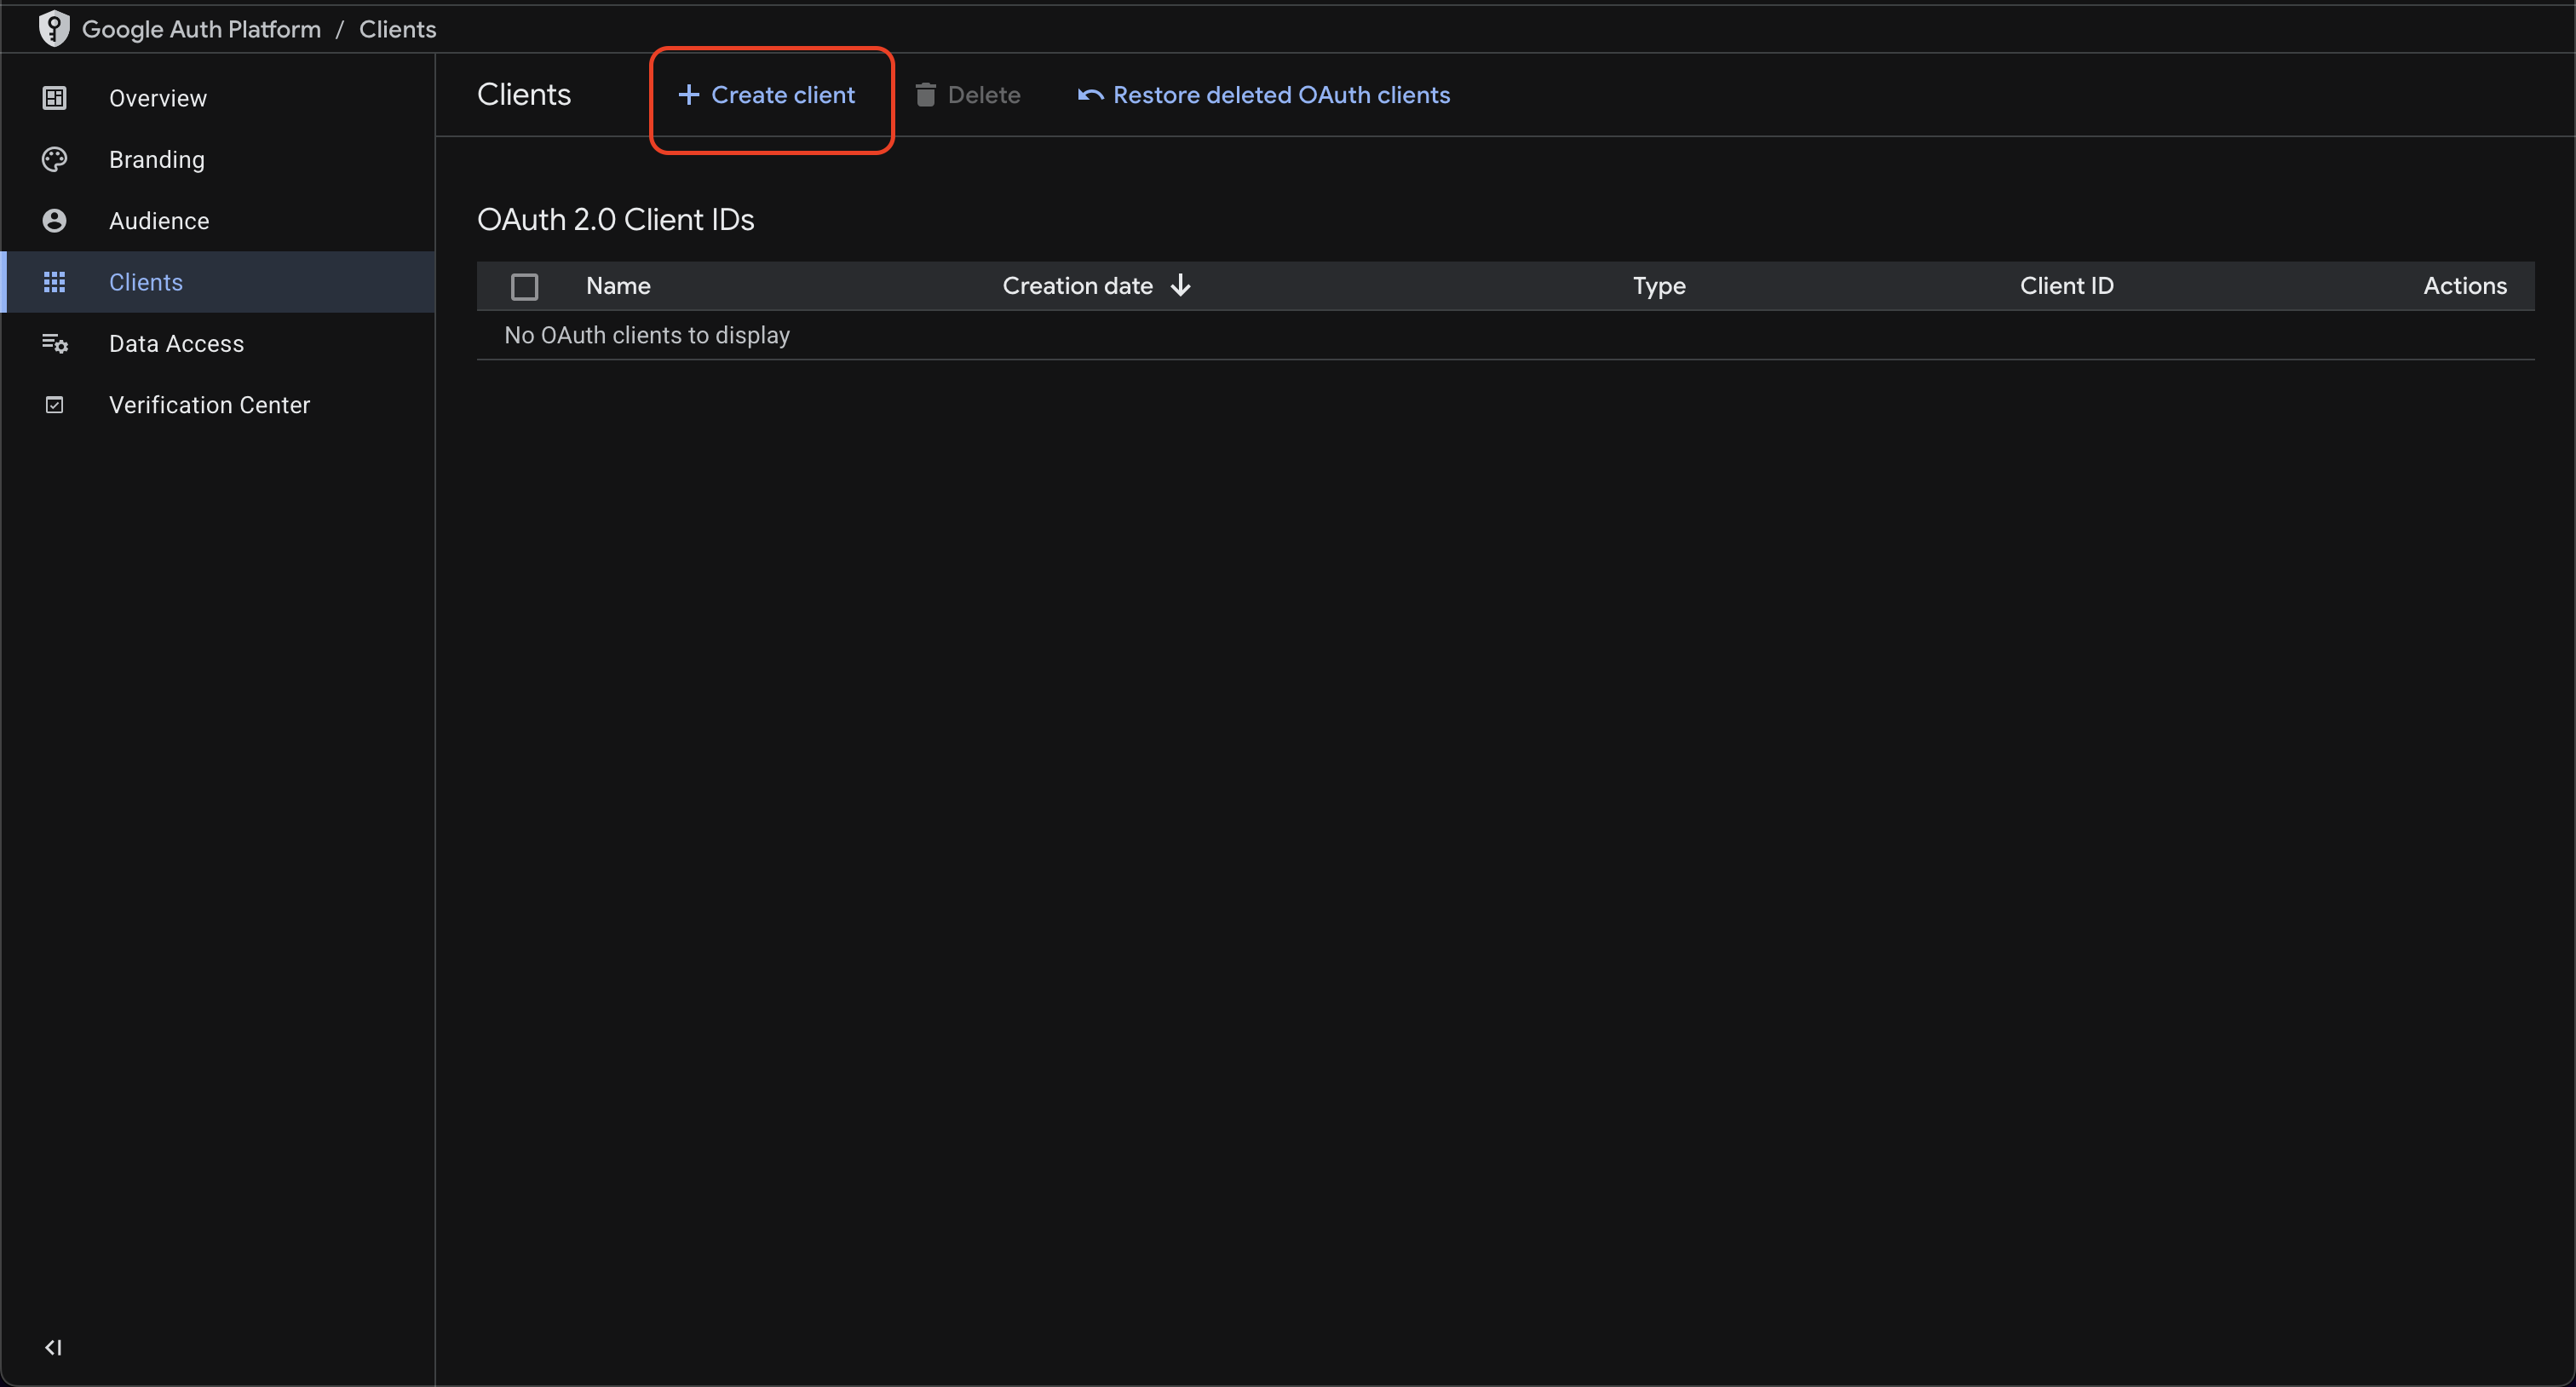 Google Auth Platform / Clients
Overview
Branding
Audience
Clients
Data Access
Verification Center
Clients
Create client
Delete
Restore deleted OAuth clients
OAuth 2.0 Client IDs
Name Creation date Type Client ID Actions
No OAuth clients to display